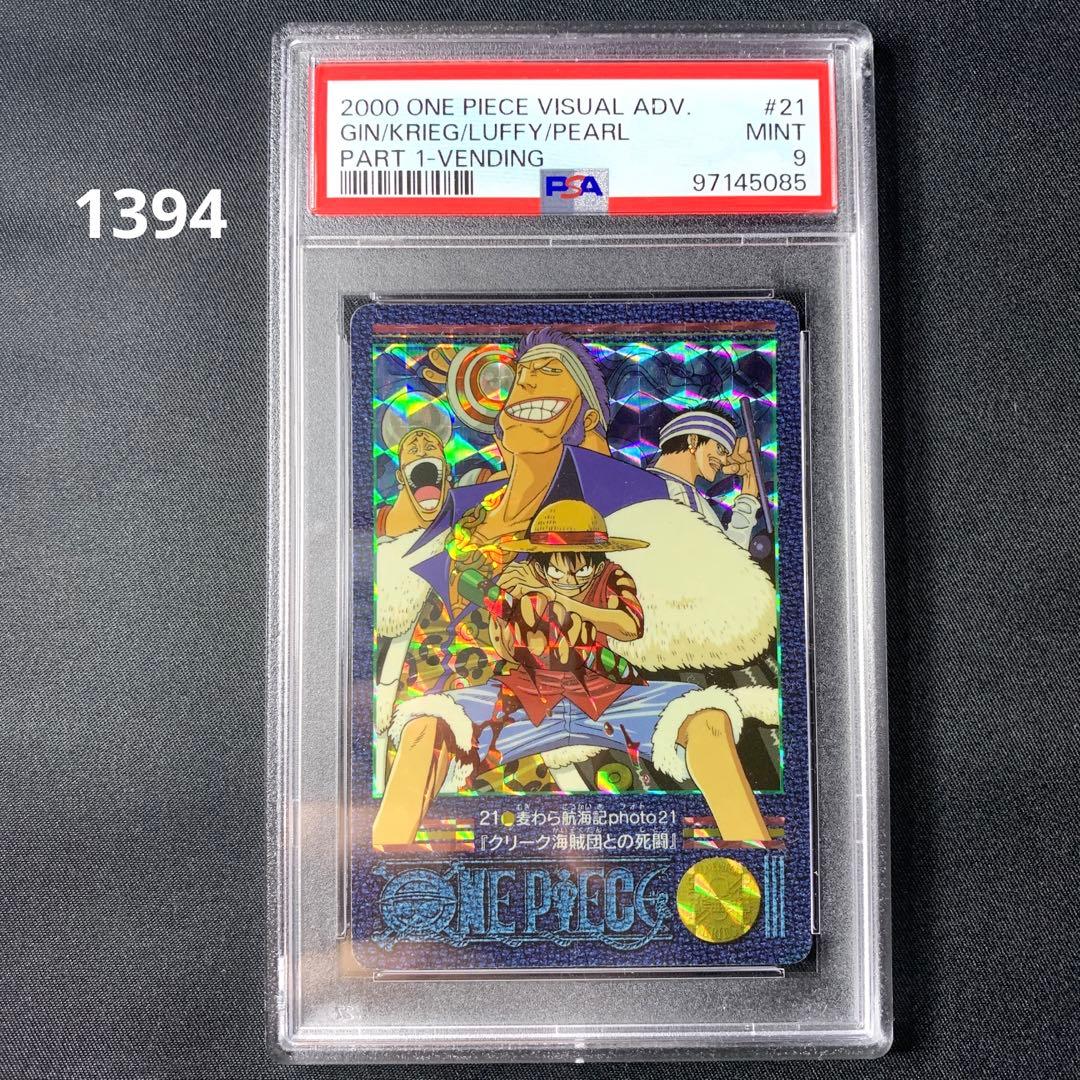 2000 ONE PIECE VISUAL ADV. #21
GIN/KRIEG/LUFFY/PEARL MINT
PART 1-VENDING 9
PSA 97145085
1394
21 麦わら航海記photo21
『クリーク海賊団との死闘』
ONE PIECE